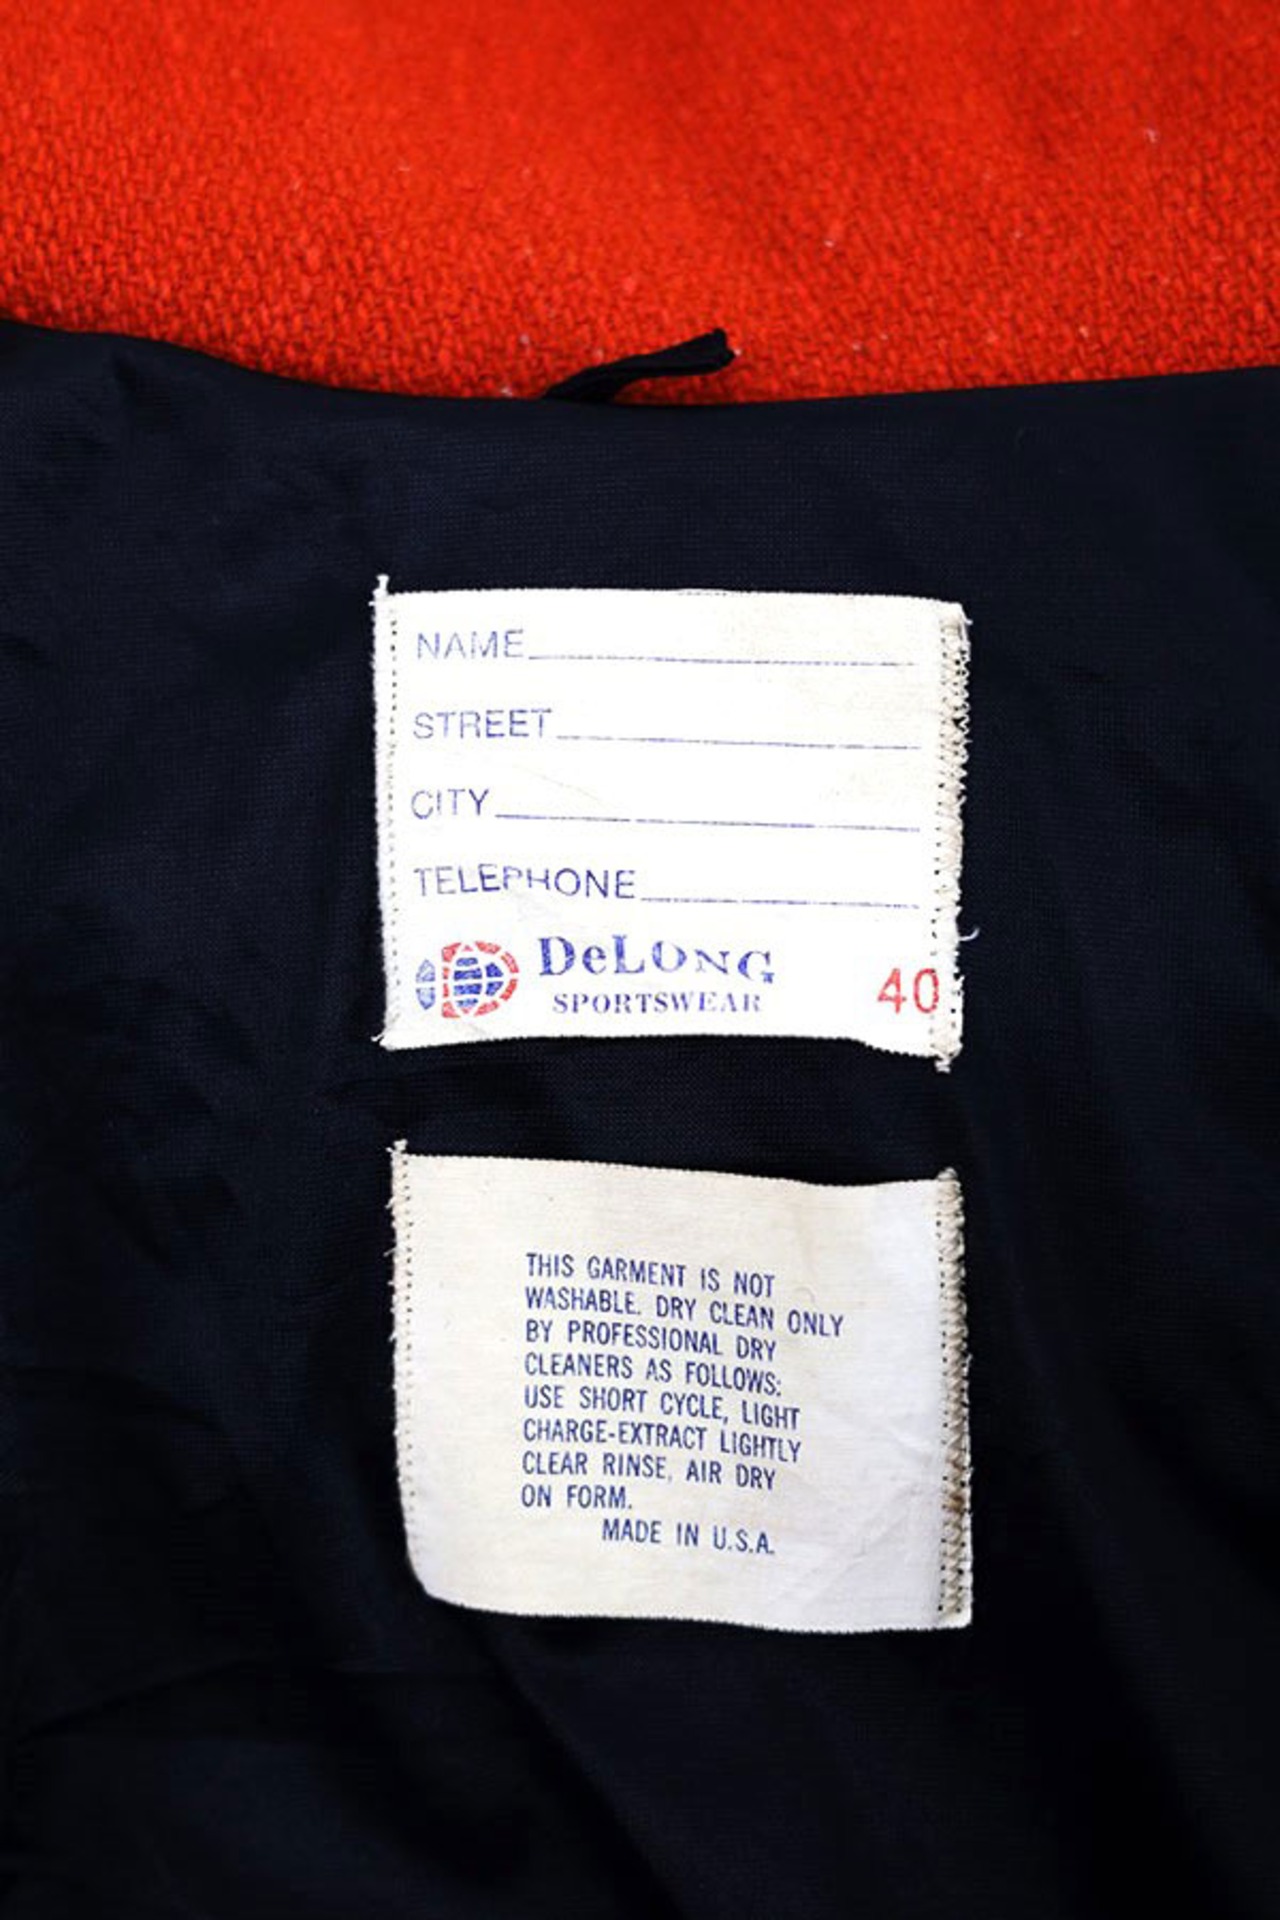 NAME
STREET
CITY
TELEPHONE
DeLONG
SPORTSWEAR
40
THIS GARMENT IS NOT
WASHABLE. DRY CLEAN ONLY
BY PROFESSIONAL DRY
CLEANERS AS FOLLOWS:
USE SHORT CYCLE, LIGHT
CHARGE-EXTRACT LIGHTLY
CLEAR RINSE, AIR DRY
ON FORM.
MADE IN U.S.A.